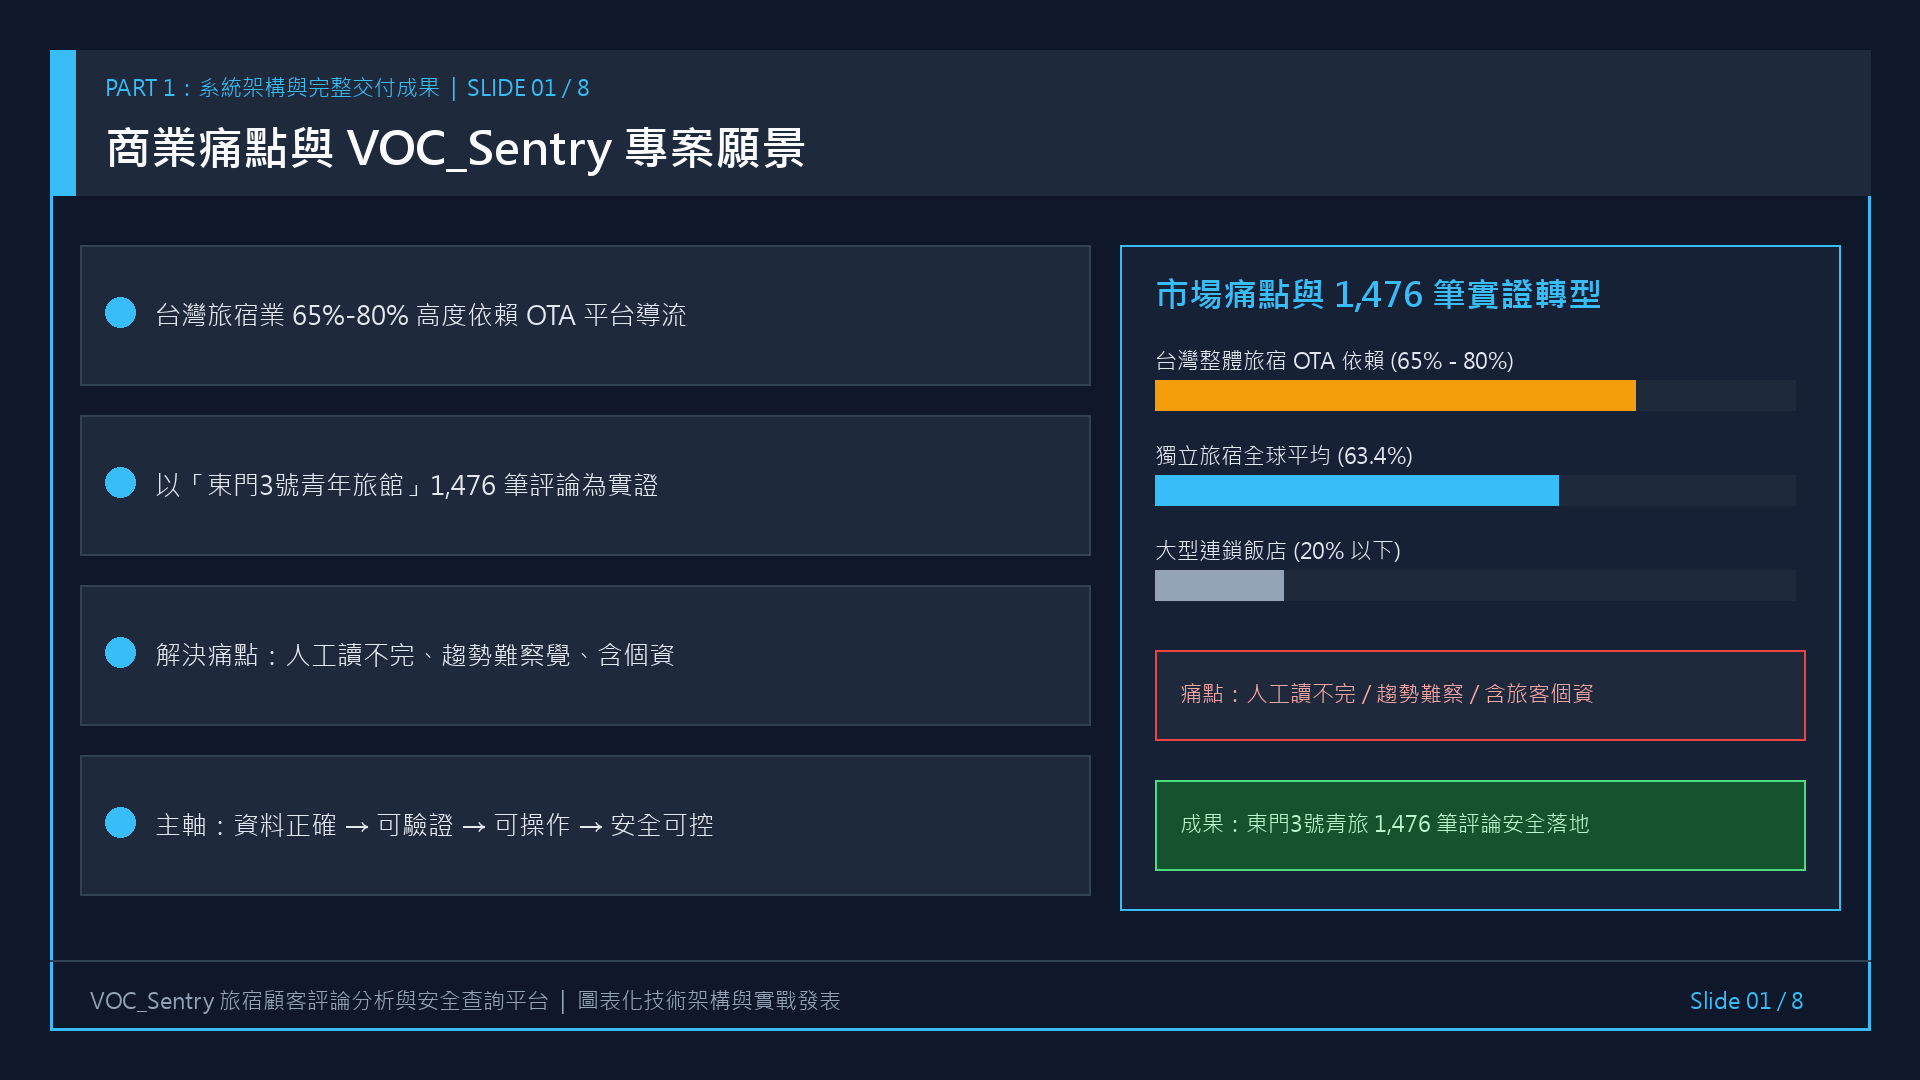 PART 1：系統架構與完整交付成果 | SLIDE 01 / 8
商業痛點與 VOC_Sentry 專案願景
台灣旅宿業 65%-80% 高度依賴 OTA 平台導流
以「東門3號青年旅館」1,476 筆評論為實證
解決痛點：人工讀不完、趨勢難察覺、含個資
主軸：資料正確 → 可驗證 → 可操作 → 安全可控
市場痛點與 1,476 筆實證轉型
台灣整體旅宿 OTA 依賴 (65% - 80%)
獨立旅宿全球平均 (63.4%)
大型連鎖飯店 (20% 以下)
痛點：人工讀不完 / 趨勢難察 / 含旅客個資
成果：東門3號青旅 1,476 筆評論安全落地
VOC_Sentry 旅宿顧客評論分析與安全查詢平台 | 圖表化技術架構與實戰發表
Slide 01 / 8